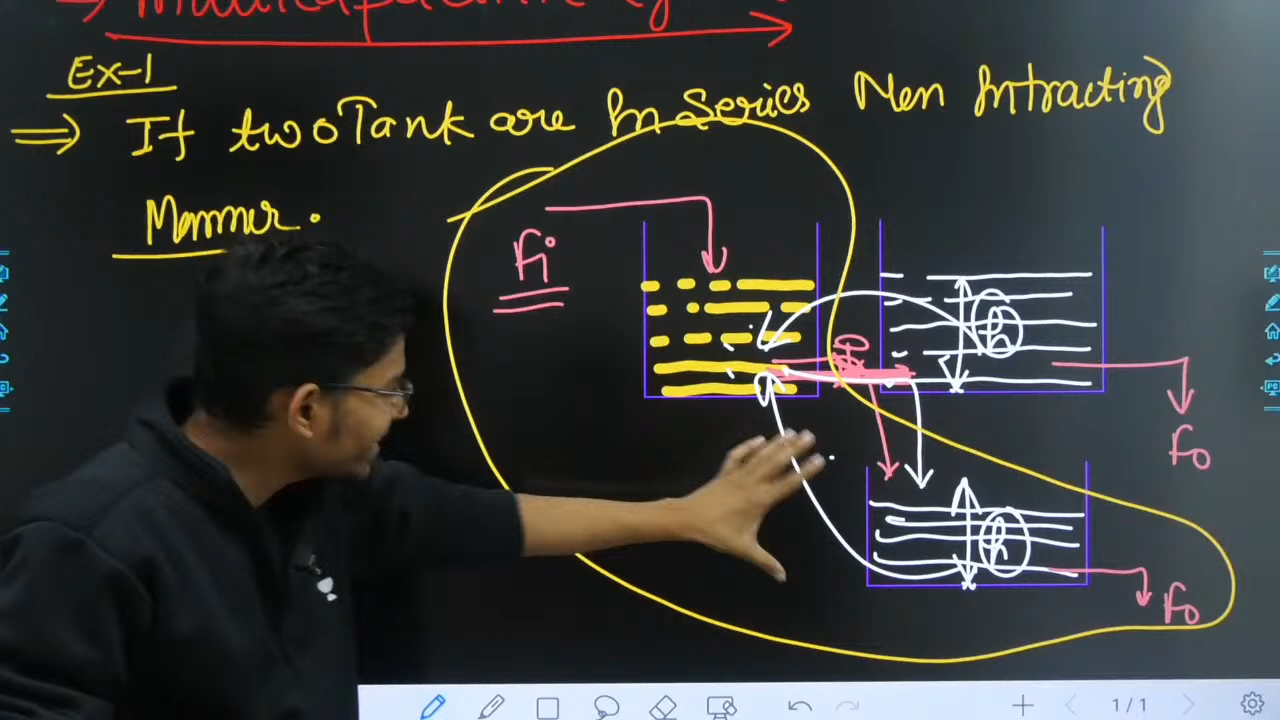 Ex-1
⇒ If two Tank are In Series Non Intracting
Manner.
Fi
h
Fo
h
Fo
1/1